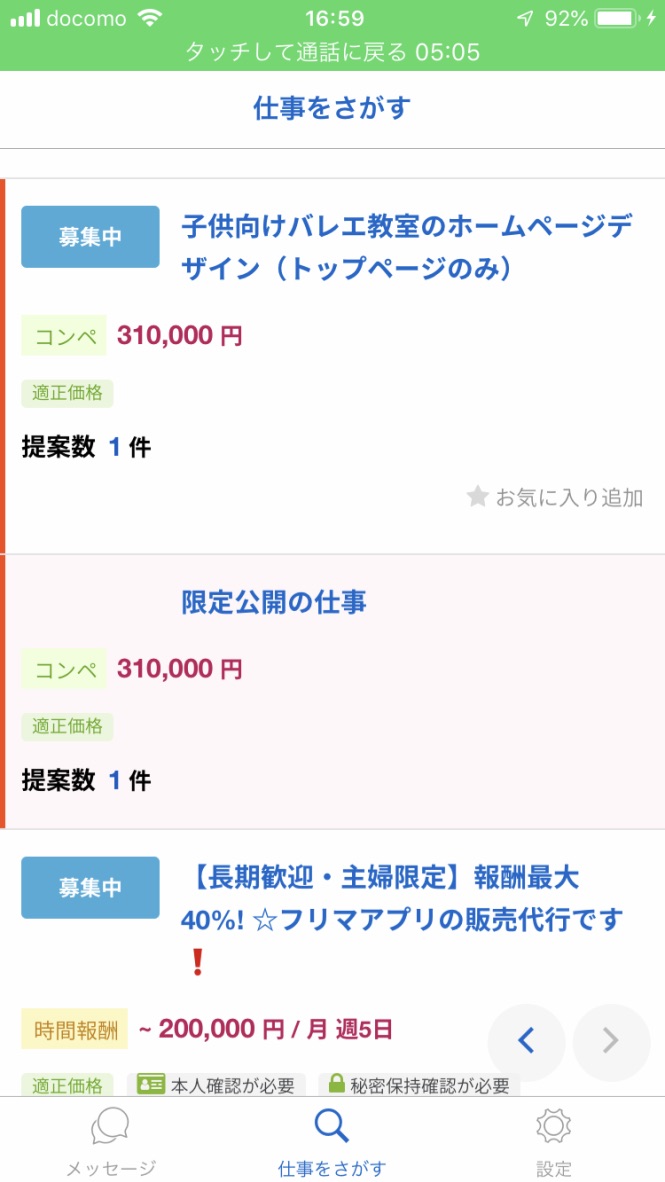 docomo 16:59 92%
タッチして通話に戻る 05:05
仕事をさがす
募集中
子供向けバレエ教室のホームページデ
ザイン（トップページのみ）
コンペ 310,000 円
適正価格
提案数 1 件
お気に入り追加
限定公開の仕事
コンペ 310,000 円
適正価格
提案数 1 件
募集中
【長期歓迎・主婦限定】報酬最大
40%! ☆フリマアプリの販売代行です
❗
時間報酬 ~ 200,000 円 / 月 週5日
適正価格 本人確認が必要 秘密保持確認が必要
メッセージ 仕事をさがす 設定